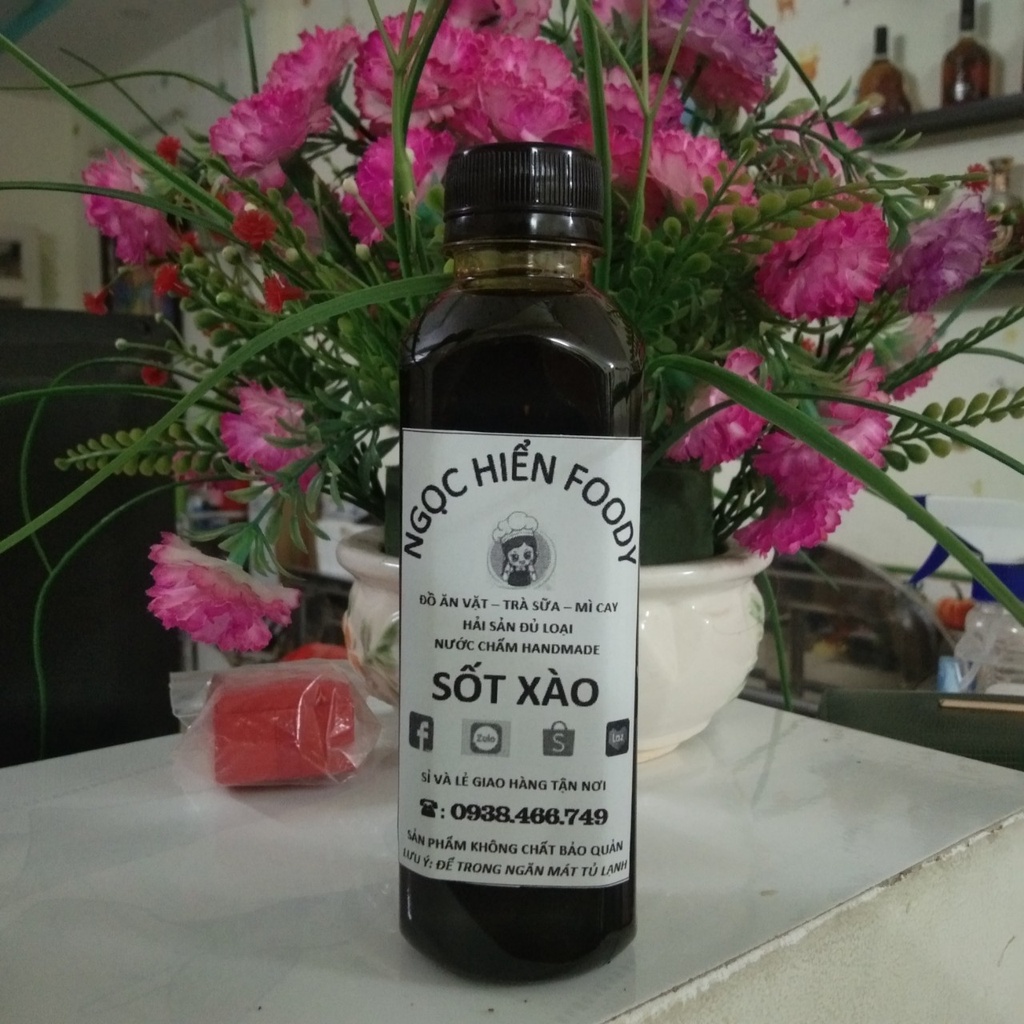 NGỌC HIỂN FOODY
ĐỒ ĂN VẶT – TRÀ SỮA – MÌ CAY
HẢI SẢN ĐỦ LOẠI
NƯỚC CHẤM HANDMADE
SỐT XÀO
f Zalo S Laz
SỈ VÀ LẺ GIAO HÀNG TẬN NƠI
☎: 0938.466.749
SẢN PHẨM KHÔNG CHẤT BẢO QUẢN
LƯU Ý: ĐỂ TRONG NGĂN MÁT TỦ LẠNH